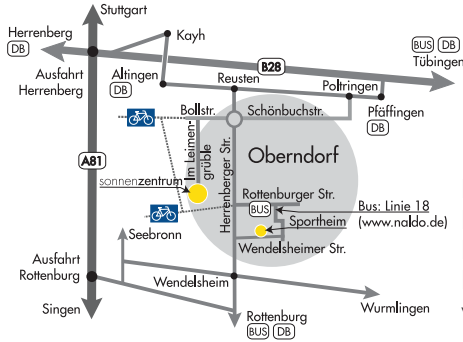 Stuttgart
Herrenberg
DB
Kayh
BUS DB
Tübingen
B28
Ausfahrt
Herrenberg
Altingen
DB
Reusten
Poltringen
Pfäffingen
DB
Bollstr.
Schönbuchstr.
Im Leimen-
grüble
Herrenberger Str.
Oberndorf
A81
sonnenzentrum
Rottenburger Str.
BUS
Bus: Linie 18
(www.naldo.de)
Sportheim
Wendelsheimer Str.
Seebronn
Ausfahrt
Rottenburg
Wendelsheim
Singen
Rottenburg
BUS DB
Wurmlingen